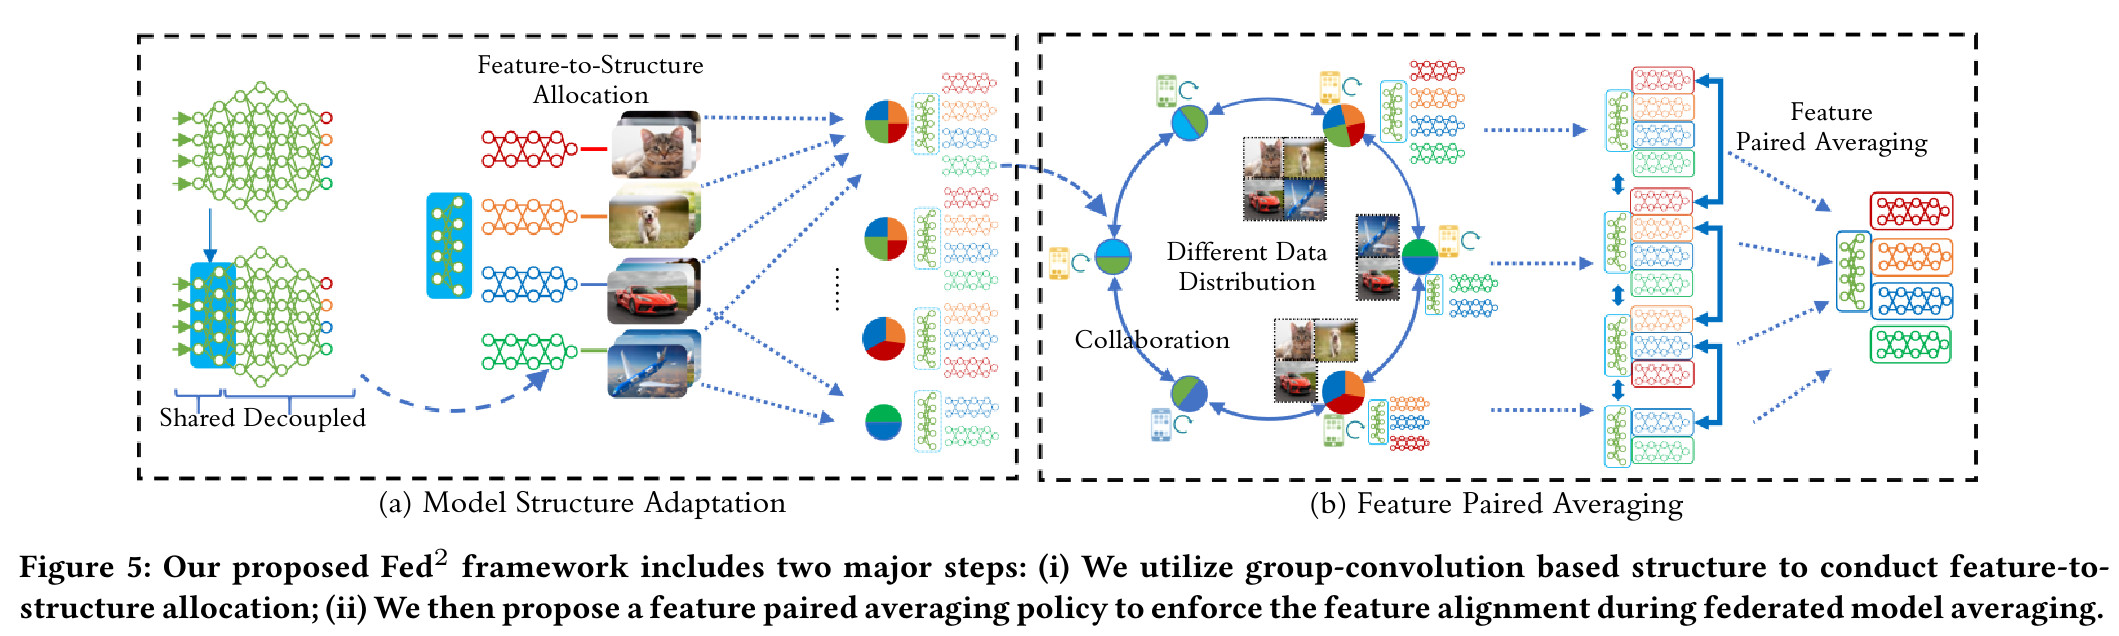 Feature-to-Structure
Allocation
Shared Decoupled
(a) Model Structure Adaptation
Different Data
Distribution
Collaboration
Feature
Paired Averaging
(b) Feature Paired Averaging
Figure 5: Our proposed Fed² framework includes two major steps: (i) We utilize group-convolution based structure to conduct feature-to-
structure allocation; (ii) We then propose a feature paired averaging policy to enforce the feature alignment during federated model averaging.